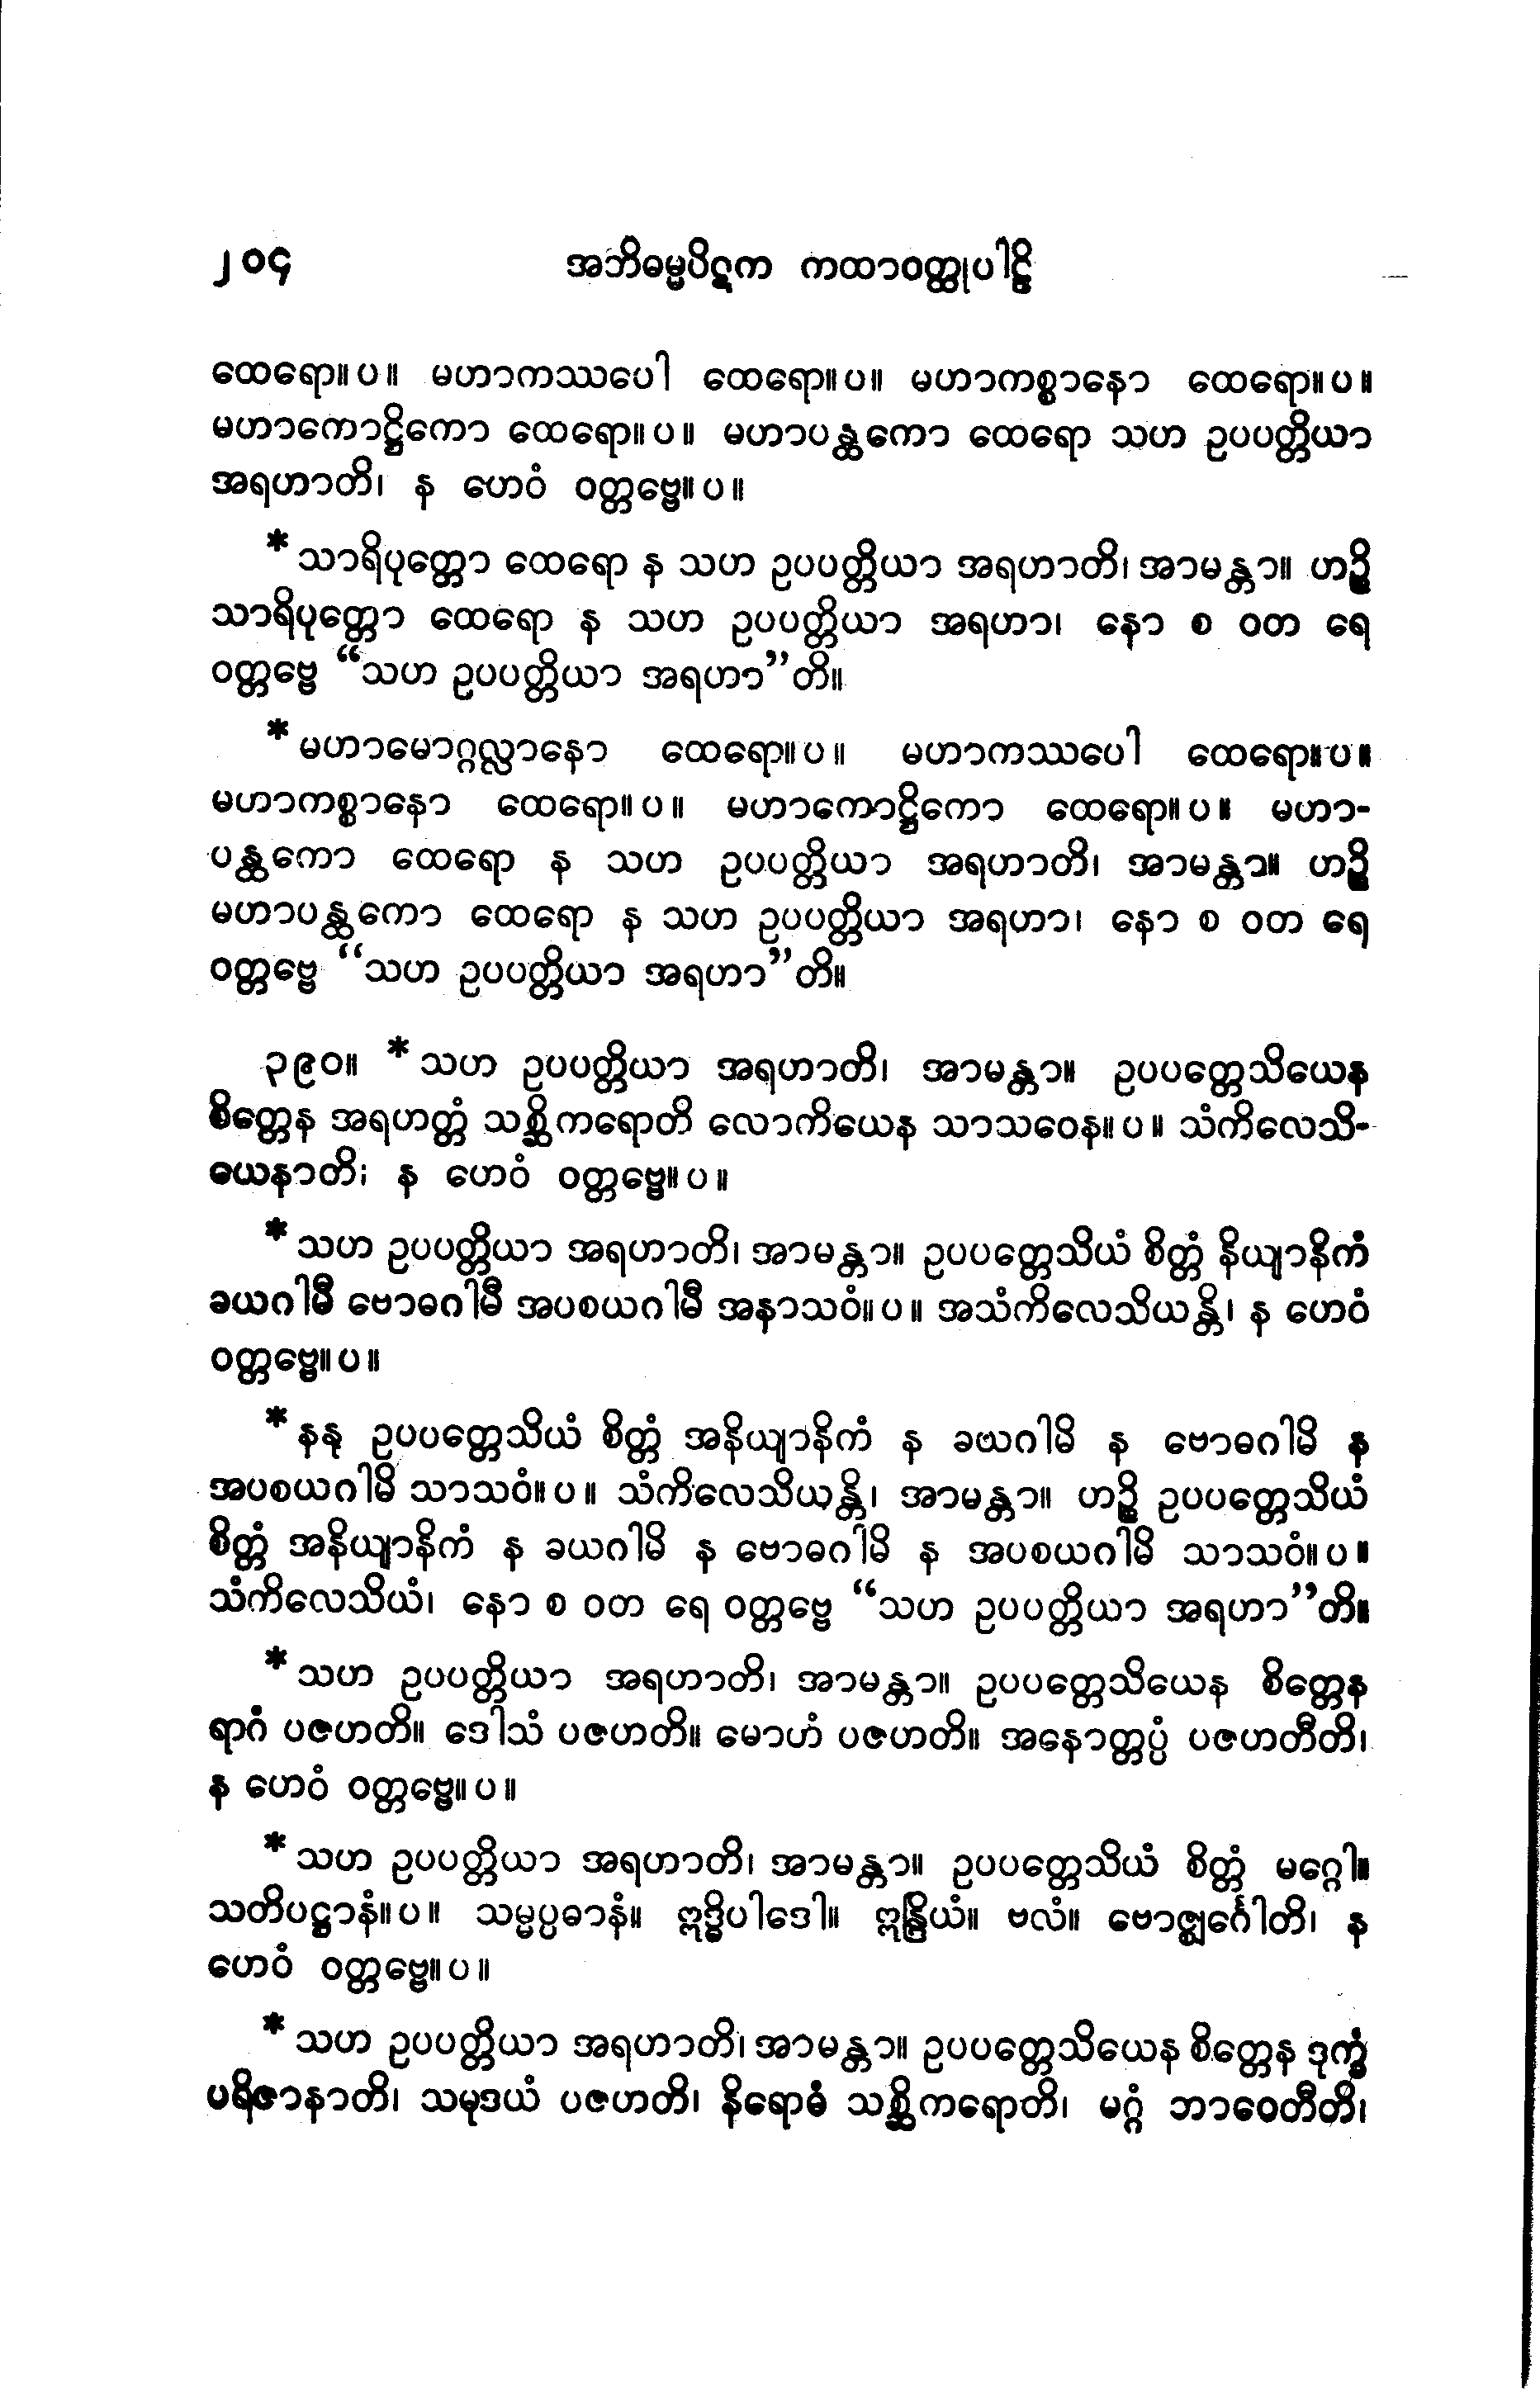 ၂၀၄ အဘိဓမ္မပိဋက ကထာဝတ္ထုပါဠိ
ထေရော။ပ။ မဟာကဿပေါ ထေရော။ပ။ မဟာကစ္စာနော ထေရော။ပ။
မဟာကောဋ္ဌိကော ထေရော။ပ။ မဟာပန္ထကော ထေရော သဟ ဥပပတ္တိယာ
အရဟာတိ၊ န ဟေဝံ ဝတ္တဗ္ဗေ။ပ။
*သာရိပုတ္တော ထေရော န သဟ ဥပပတ္တိယာ အရဟာတိ၊ အာမန္တာ။ ဟဉ္စိ
သာရိပုတ္တော ထေရော န သဟ ဥပပတ္တိယာ အရဟာ၊ နော စ ဝတ ရေ
ဝတ္တဗ္ဗေ “သဟ ဥပပတ္တိယာ အရဟာ”တိ။
*မဟာမောဂ္ဂလ္လာနော ထေရော။ပ။ မဟာကဿပေါ ထေရော။ပ။
မဟာကစ္စာနော ထေရော။ပ။ မဟာကောဋ္ဌိကော ထေရော။ပ။ မဟာ-
ပန္ထကော ထေရော န သဟ ဥပပတ္တိယာ အရဟာတိ၊ အာမန္တာ။ ဟဉ္စိ
မဟာပန္ထကော ထေရော န သဟ ဥပပတ္တိယာ အရဟာ၊ နော စ ဝတ ရေ
ဝတ္တဗ္ဗေ “သဟ ဥပပတ္တိယာ အရဟာ”တိ။
၃၉၀။ *သဟ ဥပပတ္တိယာ အရဟာတိ၊ အာမန္တာ။ ဥပပတ္တေသိယေန
စိတ္တေန အရဟတ္တံ သစ္ဆိကရောတိ လောကိယေန သာသဝေန။ပ။ သံကိလေသိ-
ယေနာတိ၊ န ဟေဝံ ဝတ္တဗ္ဗေ။ပ။
*သဟ ဥပပတ္တိယာ အရဟာတိ၊ အာမန္တာ။ ဥပပတ္တေသိယံ စိတ္တံ နိယျာနိကံ
ခယဂါမီ ဗောဓဂါမီ အပစယဂါမီ အနာသဝံ။ပ။ အသံကိလေသိယန္တိ၊ န ဟေဝံ
ဝတ္တဗ္ဗေ။ပ။
*နနု ဥပပတ္တေသိယံ စိတ္တံ အနိယျာနိကံ န ခယဂါမိ န ဗောဓဂါမိ န
အပစယဂါမိ သာသဝံ။ပ။ သံကိလေသိယန္တိ၊ အာမန္တာ။ ဟဉ္စိ ဥပပတ္တေသိယံ
စိတ္တံ အနိယျာနိကံ န ခယဂါမိ န ဗောဓဂါမိ န အပစယဂါမိ သာသဝံ။ပ။
သံကိလေသိယံ၊ နော စ ဝတ ရေ ဝတ္တဗ္ဗေ “သဟ ဥပပတ္တိယာ အရဟာ”တိ။
*သဟ ဥပပတ္တိယာ အရဟာတိ၊ အာမန္တာ။ ဥပပတ္တေသိယေန စိတ္တေန
ရာဂံ ပဇဟတိ။ ဒေါသံ ပဇဟတိ။ မောဟံ ပဇဟတိ။ အနောတ္တပ္ပံ ပဇဟတီတိ၊
န ဟေဝံ ဝတ္တဗ္ဗေ။ပ။
*သဟ ဥပပတ္တိယာ အရဟာတိ၊ အာမန္တာ။ ဥပပတ္တေသိယံ စိတ္တံ မဂ္ဂေါ။
သတိပဋ္ဌာနံ။ပ။ သမ္မပ္ပဓာနံ။ ဣဒ္ဓိပါဒေါ။ ဣန္ဒြိယံ။ ဗလံ။ ဗောဇ္ဈင်္ဂေါတိ၊ န
ဟေဝံ ဝတ္တဗ္ဗေ။ပ။
*သဟ ဥပပတ္တိယာ အရဟာတိ၊ အာမန္တာ။ ဥပပတ္တေသိယေန စိတ္တေန ဒုက္ခံ
ပရိဇာနာတိ၊ သမုဒယံ ပဇဟတိ၊ နိရောဓံ သစ္ဆိကရောတိ၊ မဂ္ဂံ ဘာဝေတီတိ၊